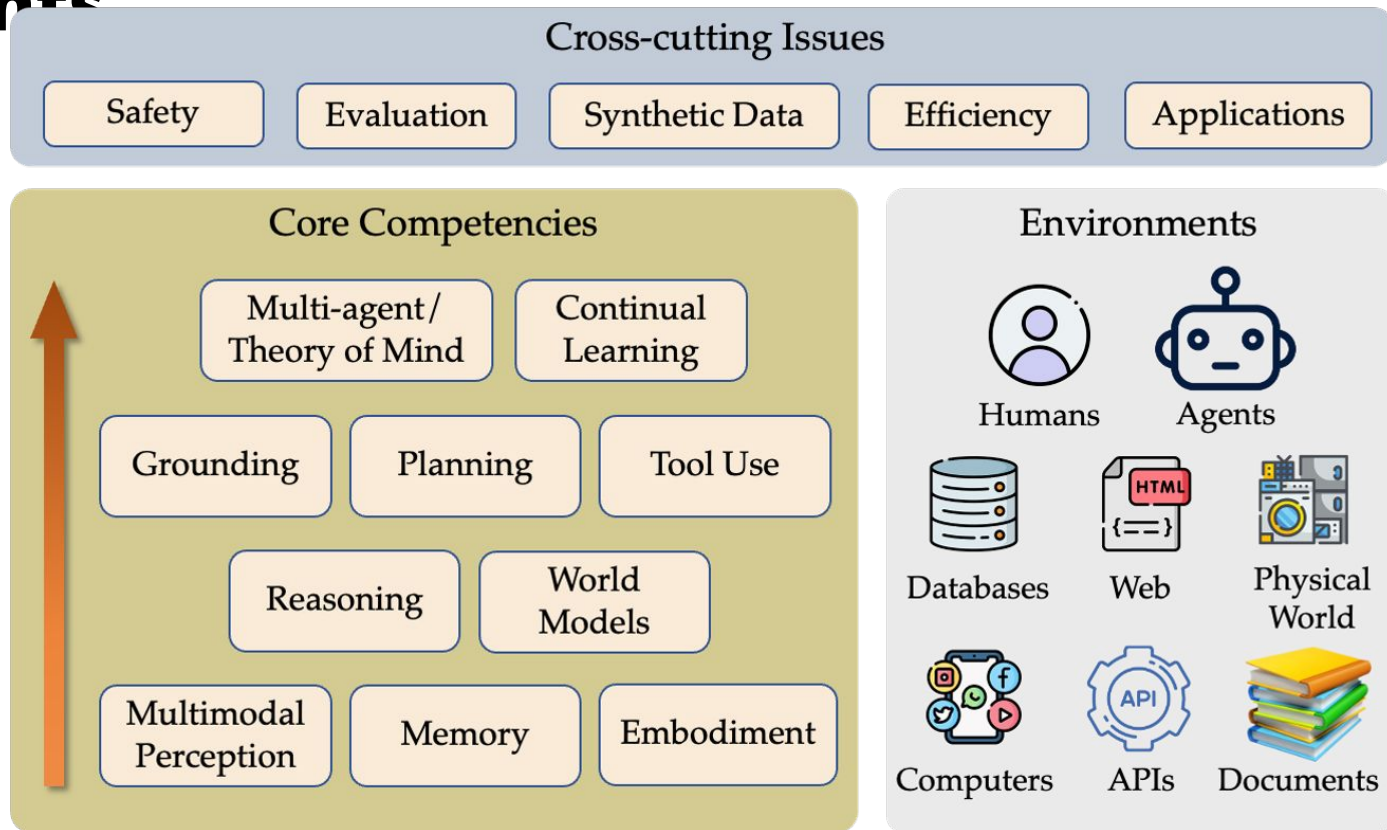 Cross-cutting Issues
Safety
Evaluation
Synthetic Data
Efficiency
Applications
Core Competencies
Multi-agent/
Theory of Mind
Continual
Learning
Grounding
Planning
Tool Use
Reasoning
World
Models
Multimodal
Perception
Memory
Embodiment
Environments
Humans
Agents
Databases
HTML
{==}
Web
Physical
World
Computers
API
APIs
Documents